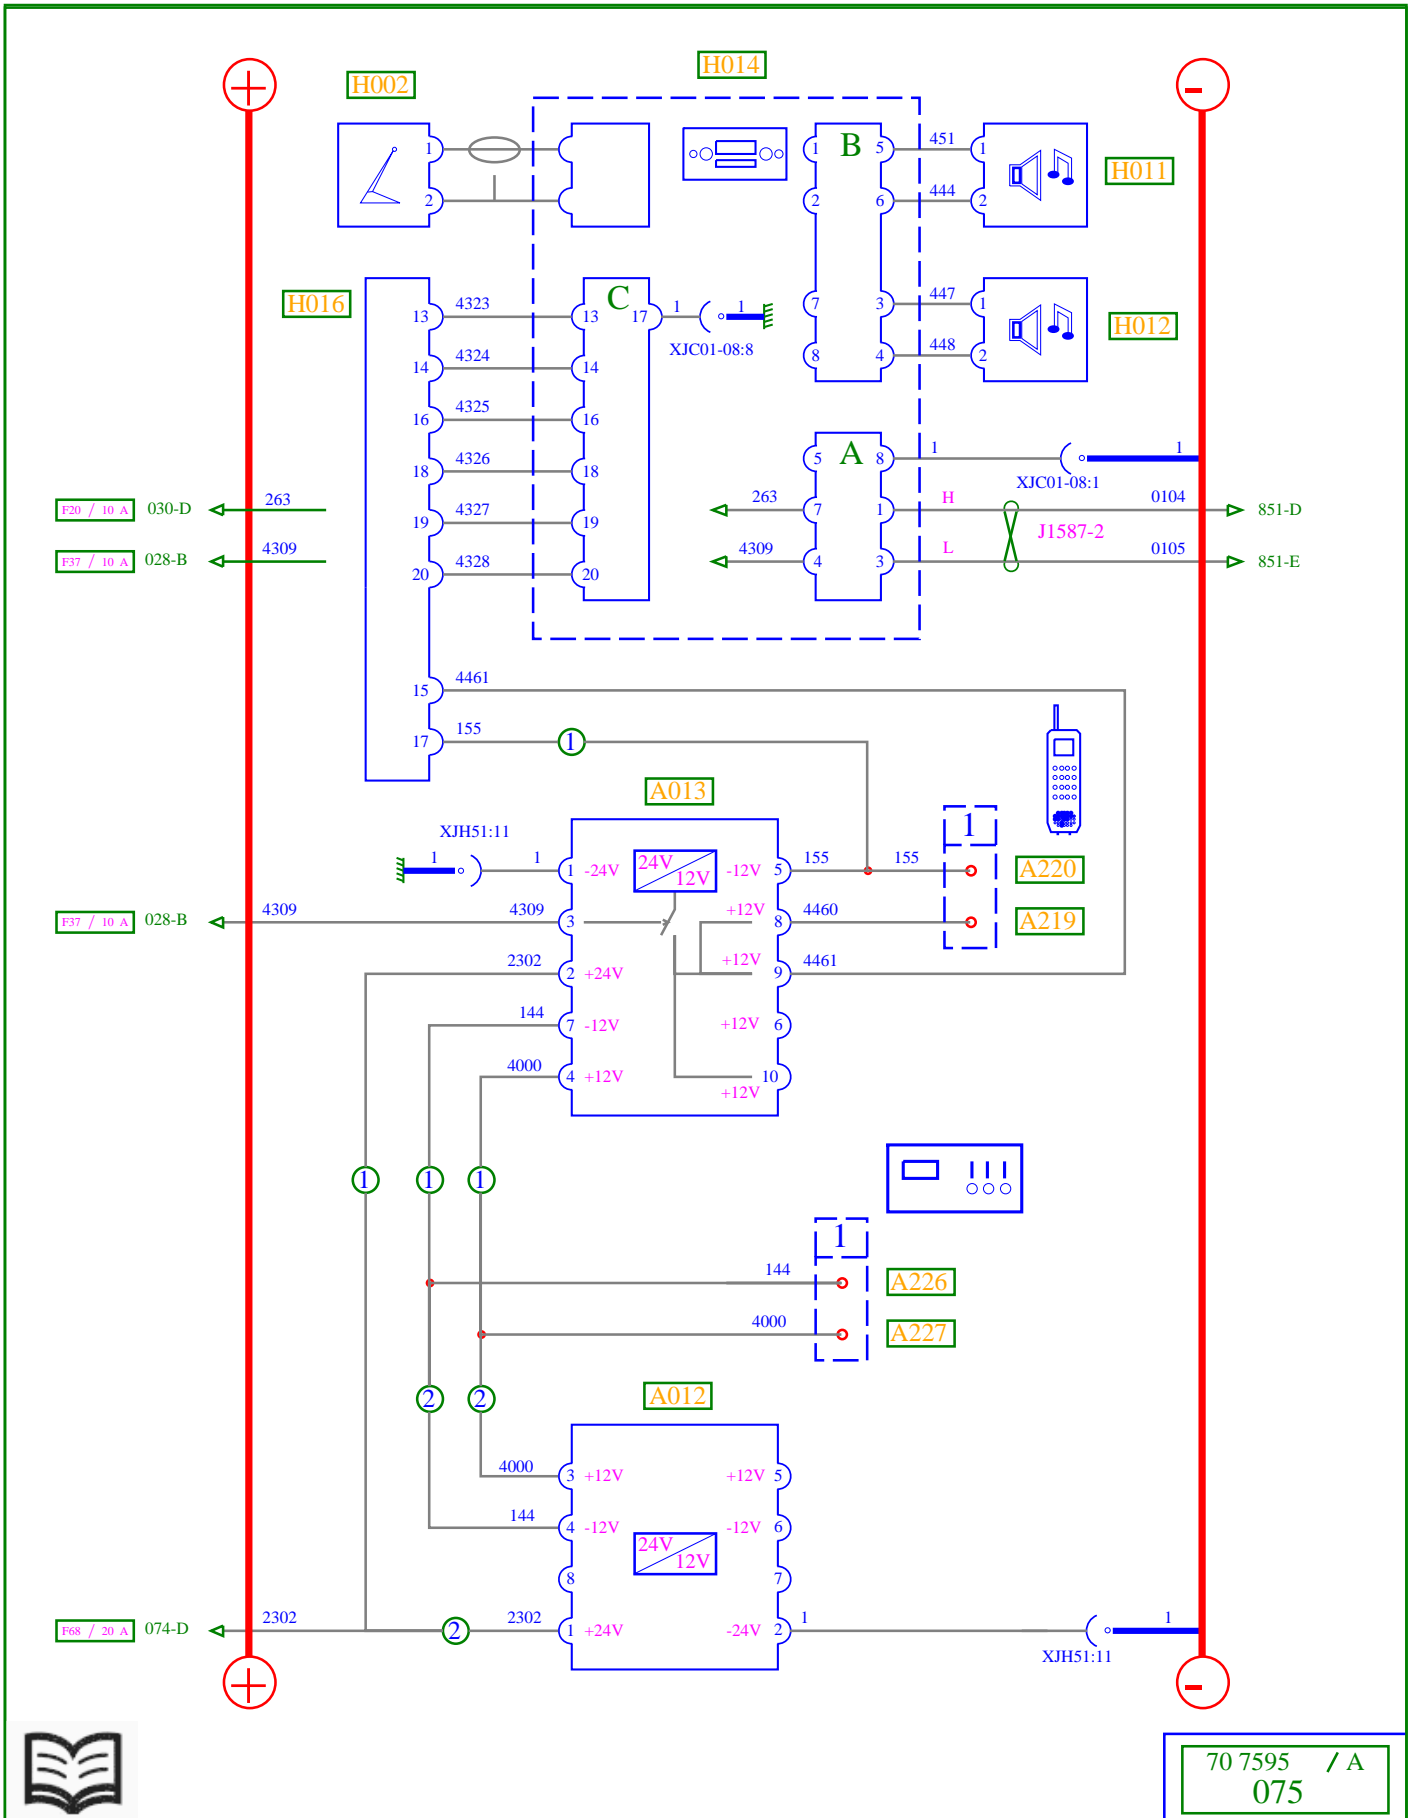 H014
H002
1 B 5 451 1
H011
2 2 6 444 2
C
H016
13 4323 13 17 1 1 7 3 447 1
H012
XJC01-08:8
14 4324 14 8 4 448 2
16 4325 16
5 A 8 1 1
18 4326 18
XJC01-08:1
F20 / 10 A 030-D 263 263 7 1 H 0104 851-D
19 4327 19
J1587-2
F37 / 10 A 028-B 4309 4309 4 3 L 0105 851-E
20 4328 20
15 4461
17 155 1
A013
XJH51:11
1
1 1 1 -24V 24V 12V -12V 5 155 155
A220
F37 / 10 A 028-B 4309 4309 3 +12V 8 4460
A219
2302 2 +24V +12V 9 4461
144 7 -12V +12V 6
4000 4 +12V 10
+12V
1 1 1
1
144
A226
4000
A227
2 2
A012
4000 3 +12V +12V 5
144 4 -12V -12V 6
24V 12V
8 7
F68 / 20 A 074-D 2302 2 2302 1 +24V -24V 2 1 1
XJH51:11
70 7595 / A
075